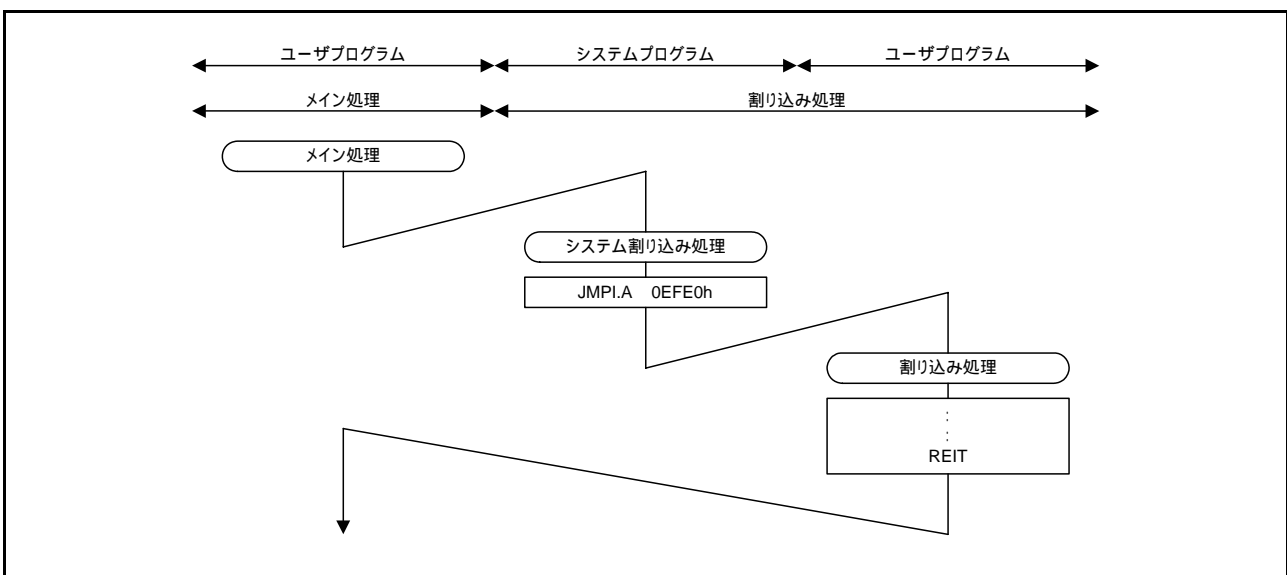 ユーザプログラム システムプログラム ユーザプログラム
メイン処理 割り込み処理
メイン処理
システム割り込み処理
JMPI.A 0EFE0h
割り込み処理
:
:
REIT